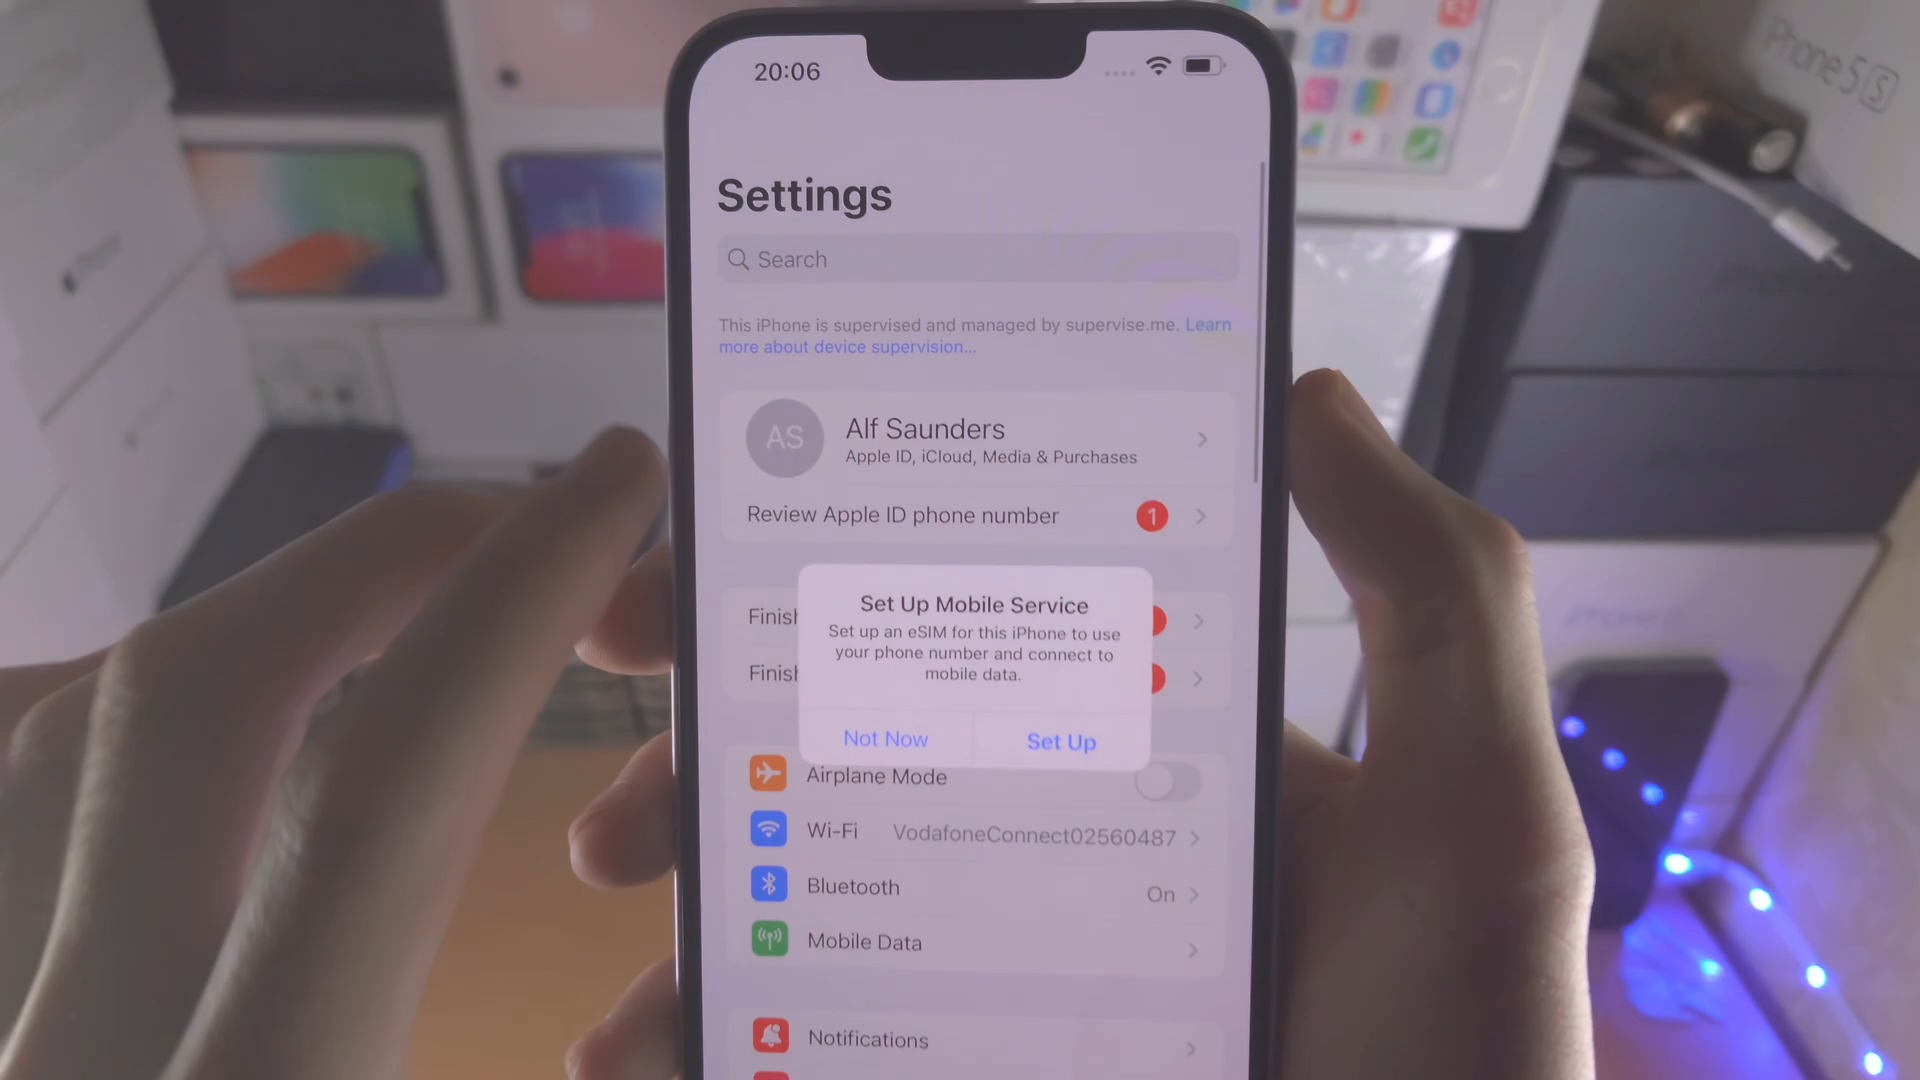 20:06
Settings
Search
This iPhone is supervised and managed by supervise.me. Learn
more about device supervision...
AS
Alf Saunders
Apple ID, iCloud, Media & Purchases
Review Apple ID phone number
1
Finish
Finish
Set Up Mobile Service
Set up an eSIM for this iPhone to use
your phone number and connect to
mobile data.
Not Now
Set Up
Airplane Mode
Wi-Fi
VodafoneConnect02560487
Bluetooth
On
Mobile Data
Notifications
iPhone 5 S
iPhone